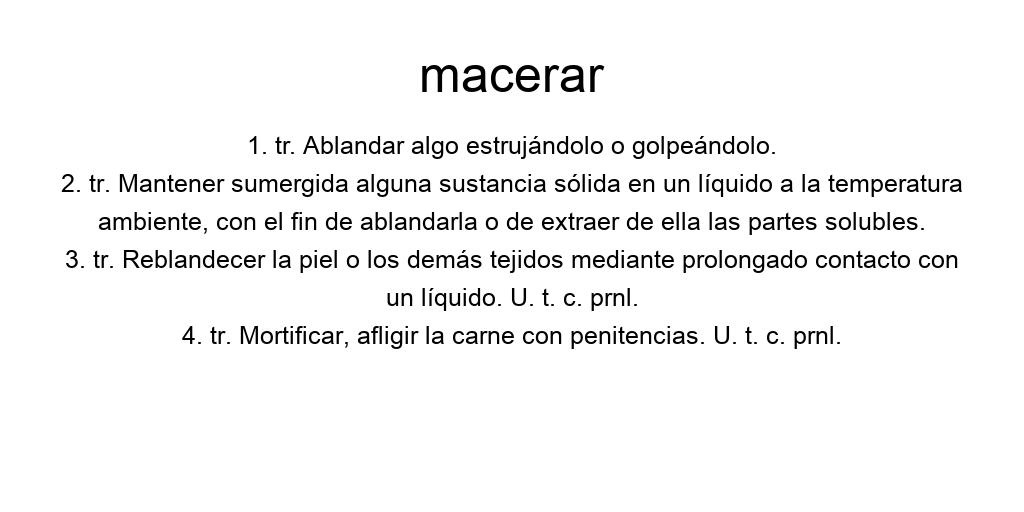 macerar
1. tr. Ablandar algo estrujándolo o golpeándolo.
2. tr. Mantener sumergida alguna sustancia sólida en un líquido a la temperatura
ambiente, con el fin de ablandarla o de extraer de ella las partes solubles.
3. tr. Reblandecer la piel o los demás tejidos mediante prolongado contacto con
un líquido. U. t. c. prnl.
4. tr. Mortificar, afligir la carne con penitencias. U. t. c. prnl.